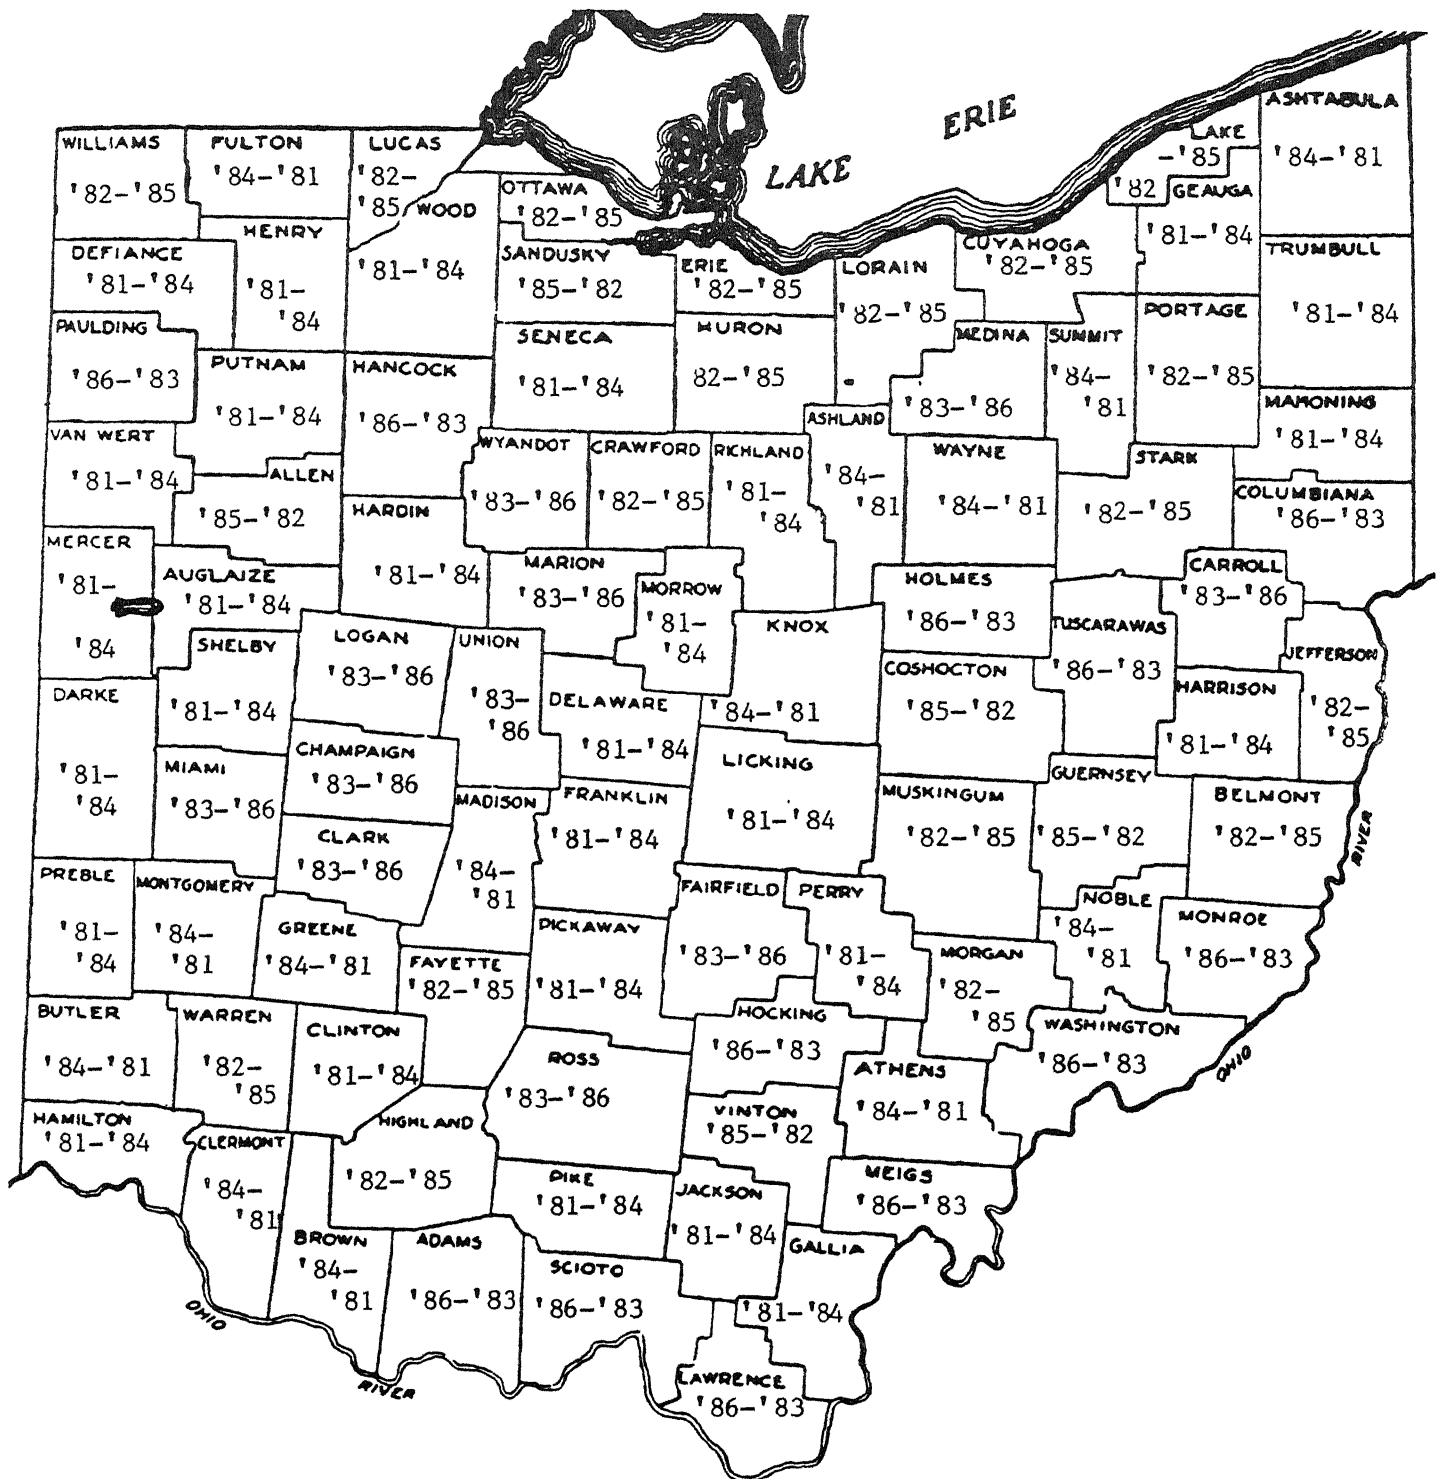 LAKE
ERIE
WILLIAMS
'82-'85
FULTON
'84-'81
LUCAS
'82-
'85
WOOD
'81-'84
OTTAWA
'82-'85
LAKE
-'85
'82
ASHTABULA
'84-'81
GEAUGA
'81-'84
HENRY
'81-
'84
DEFIANCE
'81-'84
SANDUSKY
'85-'82
ERIE
'82-'85
LORAIN
'82-'85
CUYAHOGA
'82-'85
TRUMBULL
'81-'84
PAULDING
'86-'83
PUTNAM
'81-'84
HANCOCK
'86-'83
SENECA
'81-'84
HURON
82-'85
MEDINA
'83-'86
SUMMIT
'84-
'81
PORTAGE
'82-'85
MAHONING
'81-'84
VAN WERT
'81-'84
ALLEN
'85-'82
HARDIN
'81-'84
WYANDOT
'83-'86
CRAWFORD
'82-'85
RICHLAND
'81-
'84
ASHLAND
'84-
'81
WAYNE
'84-'81
STARK
'82-'85
COLUMBIANA
'86-'83
MERCER
'81-
'84
AUGLAIZE
'81-'84
MARION
'83-'86
MORROW
'81-
'84
KNOX
'84-'81
HOLMES
'86-'83
TUSCARAWAS
'86-'83
CARROLL
'83-'86
JEFFERSON
'82-
'85
SHELBY
'81-'84
LOGAN
'83-'86
UNION
'83-
'86
DELAWARE
'81-'84
COSHOCTON
'85-'82
HARRISON
'81-'84
DARKE
'81-
'84
MIAMI
'83-'86
CHAMPAIGN
'83-'86
LICKING
'81-'84
MUSKINGUM
'82-'85
GUERNSEY
'85-'82
BELMONT
'82-'85
CLARK
'83-'86
MADISON
'84-
'81
FRANKLIN
'81-'84
RIVER
PREBLE
'81-
'84
MONTGOMERY
'84-
'81
GREENE
'84-'81
FAYETTE
'82-'85
PICKAWAY
'81-'84
FAIRFIELD
'83-'86
PERRY
'81-
'84
MORGAN
'82-
'85
NOBLE
'84-
'81
MONROE
'86-'83
BUTLER
'84-'81
WARREN
'82-
'85
CLINTON
'81-'84
ROSS
'83-'86
HOCKING
'86-'83
ATHENS
'84-'81
WASHINGTON
'86-'83
OHIO
HAMILTON
'81-'84
CLERMONT
'84-
'81
HIGHLAND
'82-'85
VINTON
'85-'82
MEIGS
'86-'83
PIKE
'81-'84
JACKSON
'81-'84
BROWN
'84-
'81
ADAMS
'86-'83
SCIOTO
'86-'83
GALLIA
'81-'84
LAWRENCE
'86-'83
OHIO
RIVER